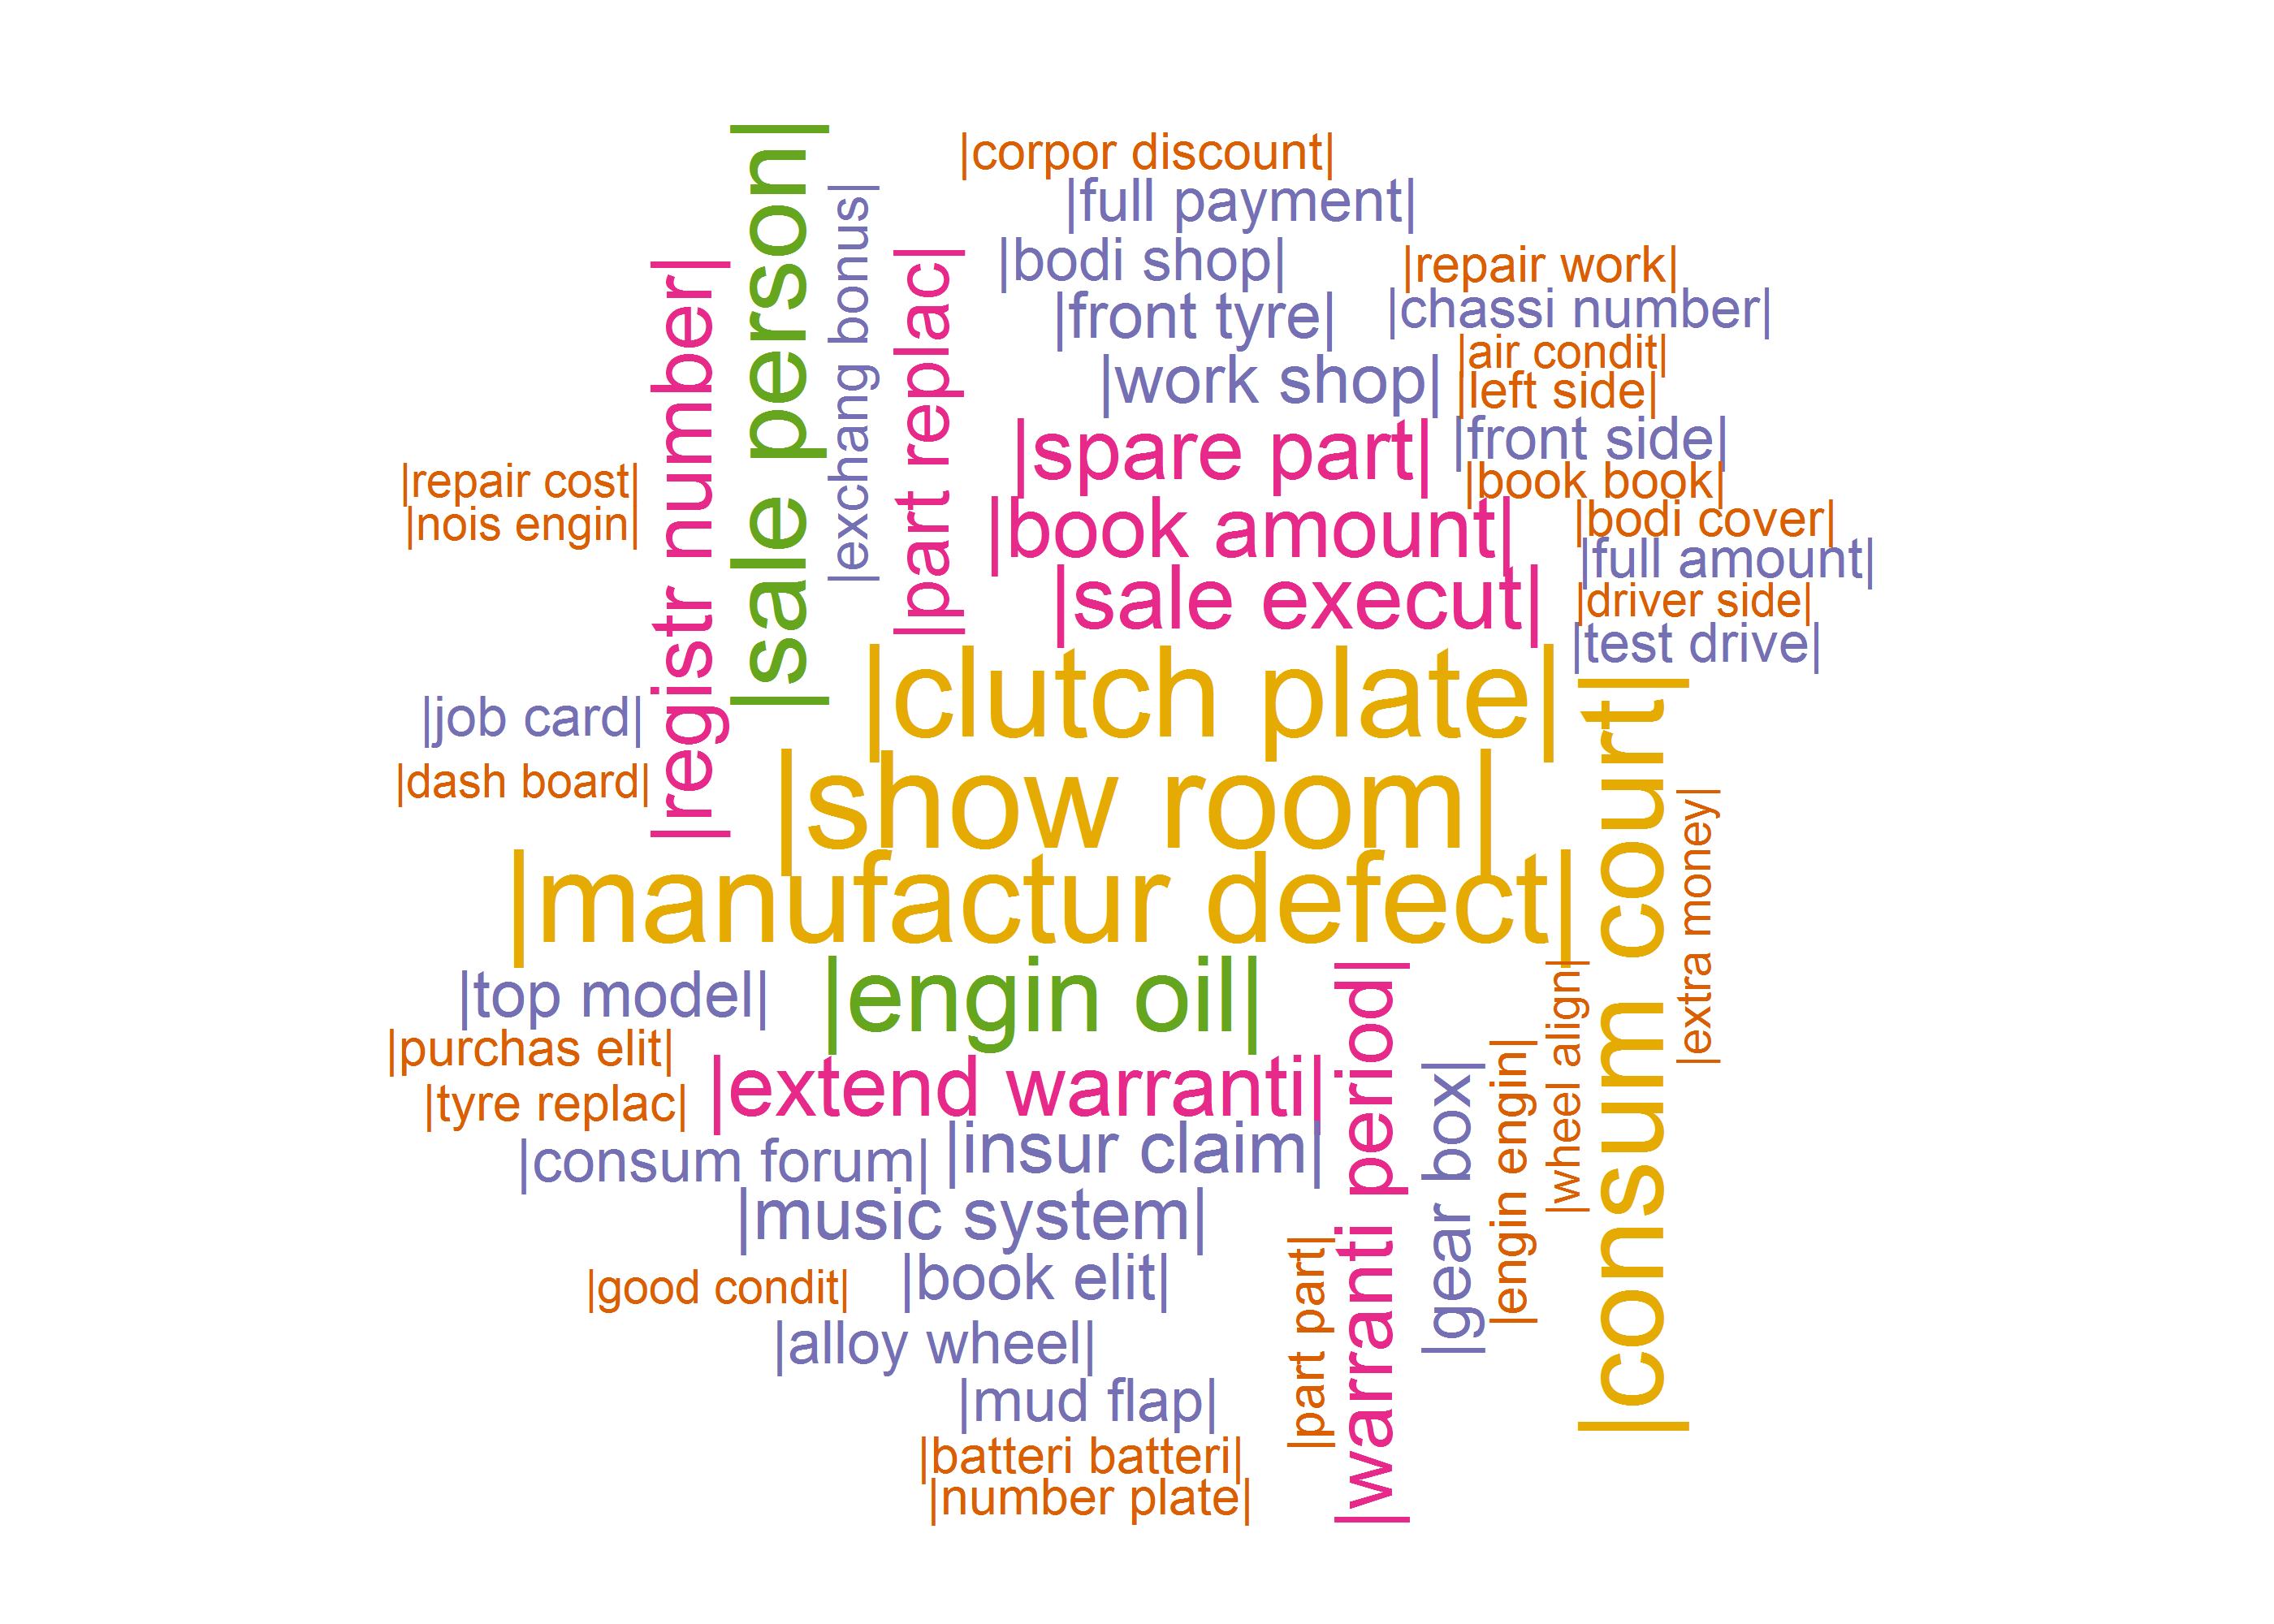 |corpor discount|
|full payment|
|bodi shop|
|repair work|
|front tyre|
|chassi number|
|work shop|
|air condit|
|left side|
|spare part|
|front side|
|book book|
|book amount|
|bodi cover|
|full amount|
|sale execut|
|driver side|
|test drive|
|sale person|
|exchang bonus|
|part replac|
|registr number|
|repair cost|
|nois engin|
|clutch plate|
|job card|
|dash board|
|show room|
|manufactur defect|
|consum court|
|extra money|
|top model|
|engin oil|
|purchas elit|
|tyre replac|
|extend warranti|
|warranti period|
|gear box|
|engin engin|
|wheel align|
|consum forum|
|insur claim|
|music system|
|part part|
|good condit|
|book elit|
|alloy wheel|
|mud flap|
|batteri batteri|
|number plate|